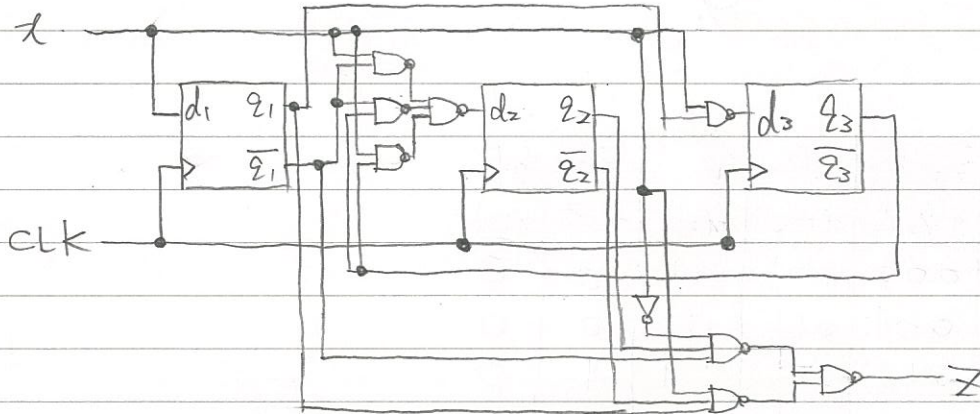 x
d₁ q₁
q̅₁
d₂ q₂
q̅₂
d₃ q₃
q̅₃
CLK
Z